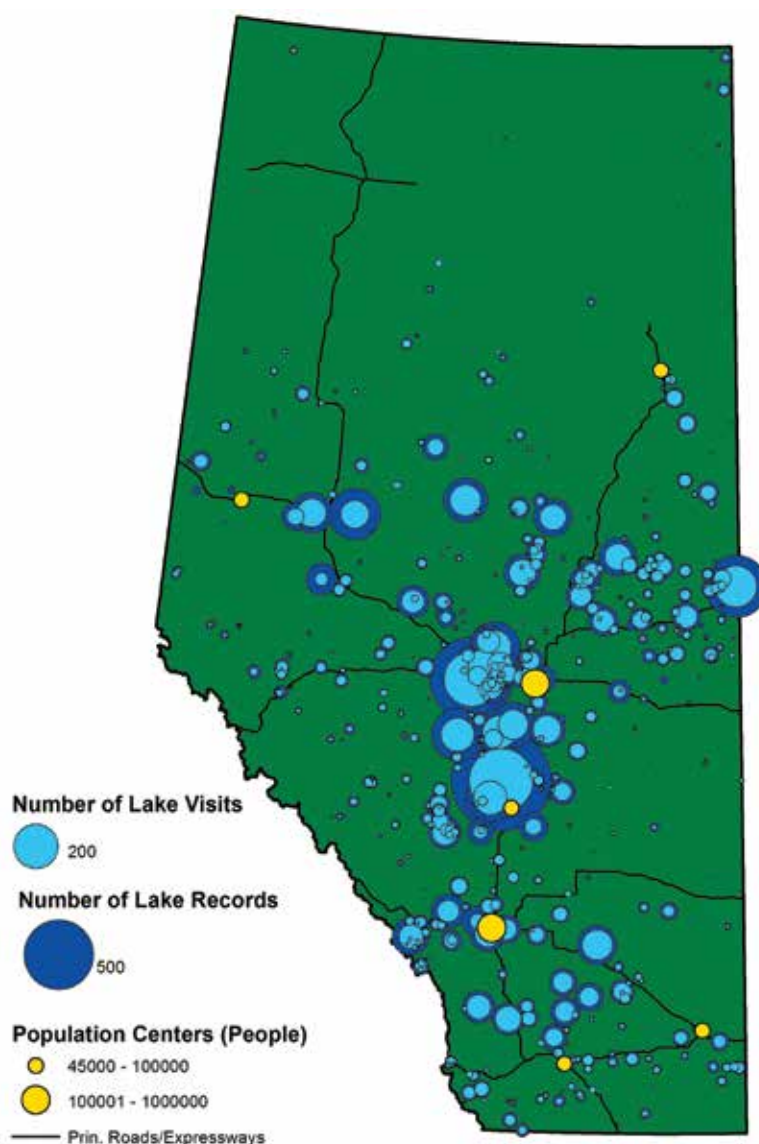 Number of Lake Visits
200
Number of Lake Records
500
Population Centers (People)
45000 - 100000
100001 - 1000000
Prin. Roads/Expressways